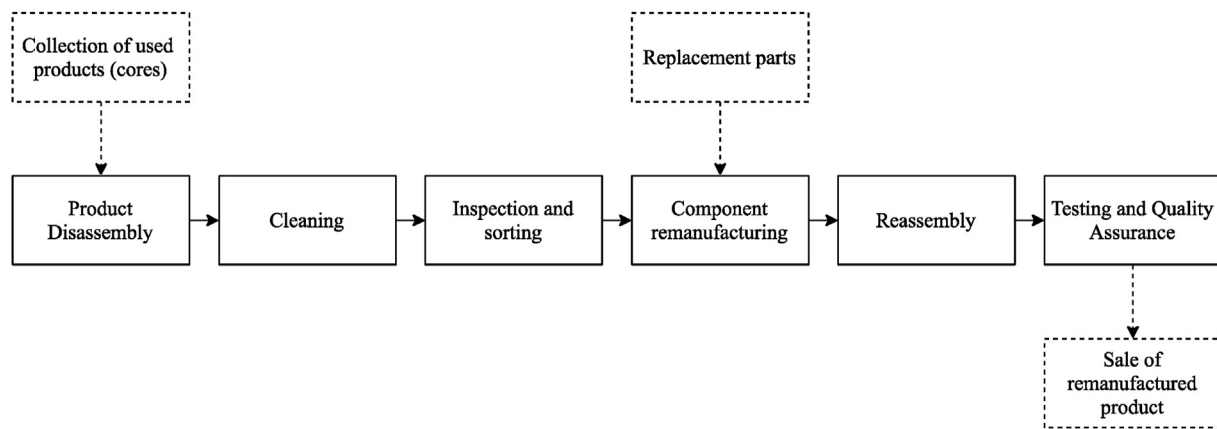 Collection of used
products (cores)
Replacement parts
Product
Disassembly
Cleaning
Inspection and
sorting
Component
remanufacturing
Reassembly
Testing and Quality
Assurance
Sale of
remanufactured
product